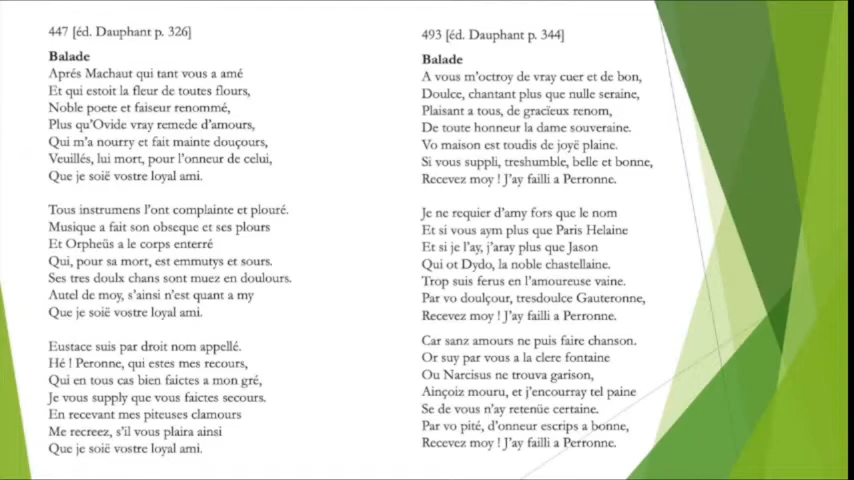 447 [éd. Dauphant p. 326]
Balade
Aprés Machaut qui tant vous a amé
Et qui estoit la fleur de toutes flours,
Noble poete et faiseur renommé,
Plus qu'Ovide vray remede d'amours,
Qui m'a nourry et fait mainte douçours,
Veuillés, lui mort, pour l'onneur de celui,
Que je soië vostre loyal ami.
Tous instrumens l'ont complainte et plouré.
Musique a fait son obseque et ses plours
Et Orpheüs a le corps enterré
Qui, pour sa mort, est emmutys et sours.
Ses tres doulx chans sont muez en doulours.
Autel de moy, s'ainsi n'est quant a my
Que je soië vostre loyal ami.
Eustace suis par droit nom appellé.
Hé ! Peronne, qui estes mes recours,
Qui en tous cas bien faictes a mon gré,
Je vous supply que vous faictes secours.
En recevant mes piteuses clamours
Me recreez, s'il vous plaira ainsi
Que je soië vostre loyal ami.
493 [éd. Dauphant p. 344]
Balade
A vous m'octroy de vray cuer et de bon,
Doulce, chantant plus que nulle seraine,
Plaisant a tous, de gracïeux renom,
De toute honneur la dame souveraine.
Vo maison est toudis de joyë plaine.
Si vous suppli, treshumble, belle et bonne,
Recevez moy ! J'ay failli a Perronne.
Je ne requier d'amy fors que le nom
Et si vous aym plus que Paris Helaine
Et si je l'ay, j'aray plus que Jason
Qui ot Dydo, la noble chastellaine.
Trop suis ferus en l'amoureuse vaine.
Par vo doulçour, tresdoulce Gauteronne,
Recevez moy ! J'ay failli a Perronne.
Car sanz amours ne puis faire chanson.
Or suy par vous a la clere fontaine
Ou Narcisus ne trouva garison,
Ainçoiz mouru, et j'encourray tel paine
Se de vous n'ay retenüe certaine.
Par vo pité, d'onneur escrips a bonne,
Recevez moy ! J'ay failli a Perronne.